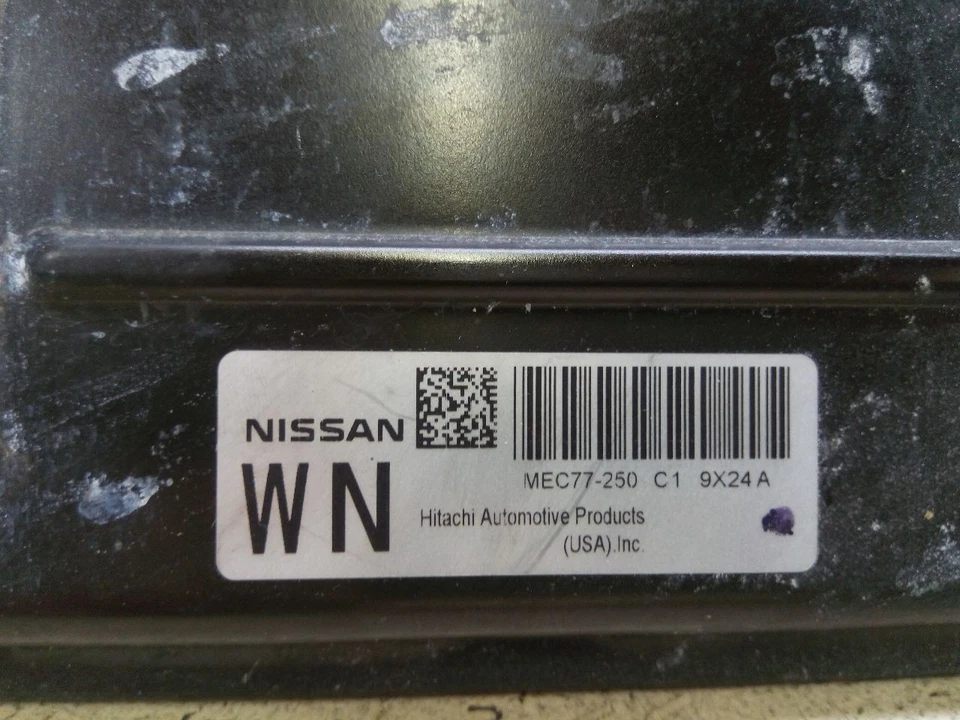 NISSAN
WN
MEC77-250 C1 9X24 A
Hitachi Automotive Products
(USA).Inc.